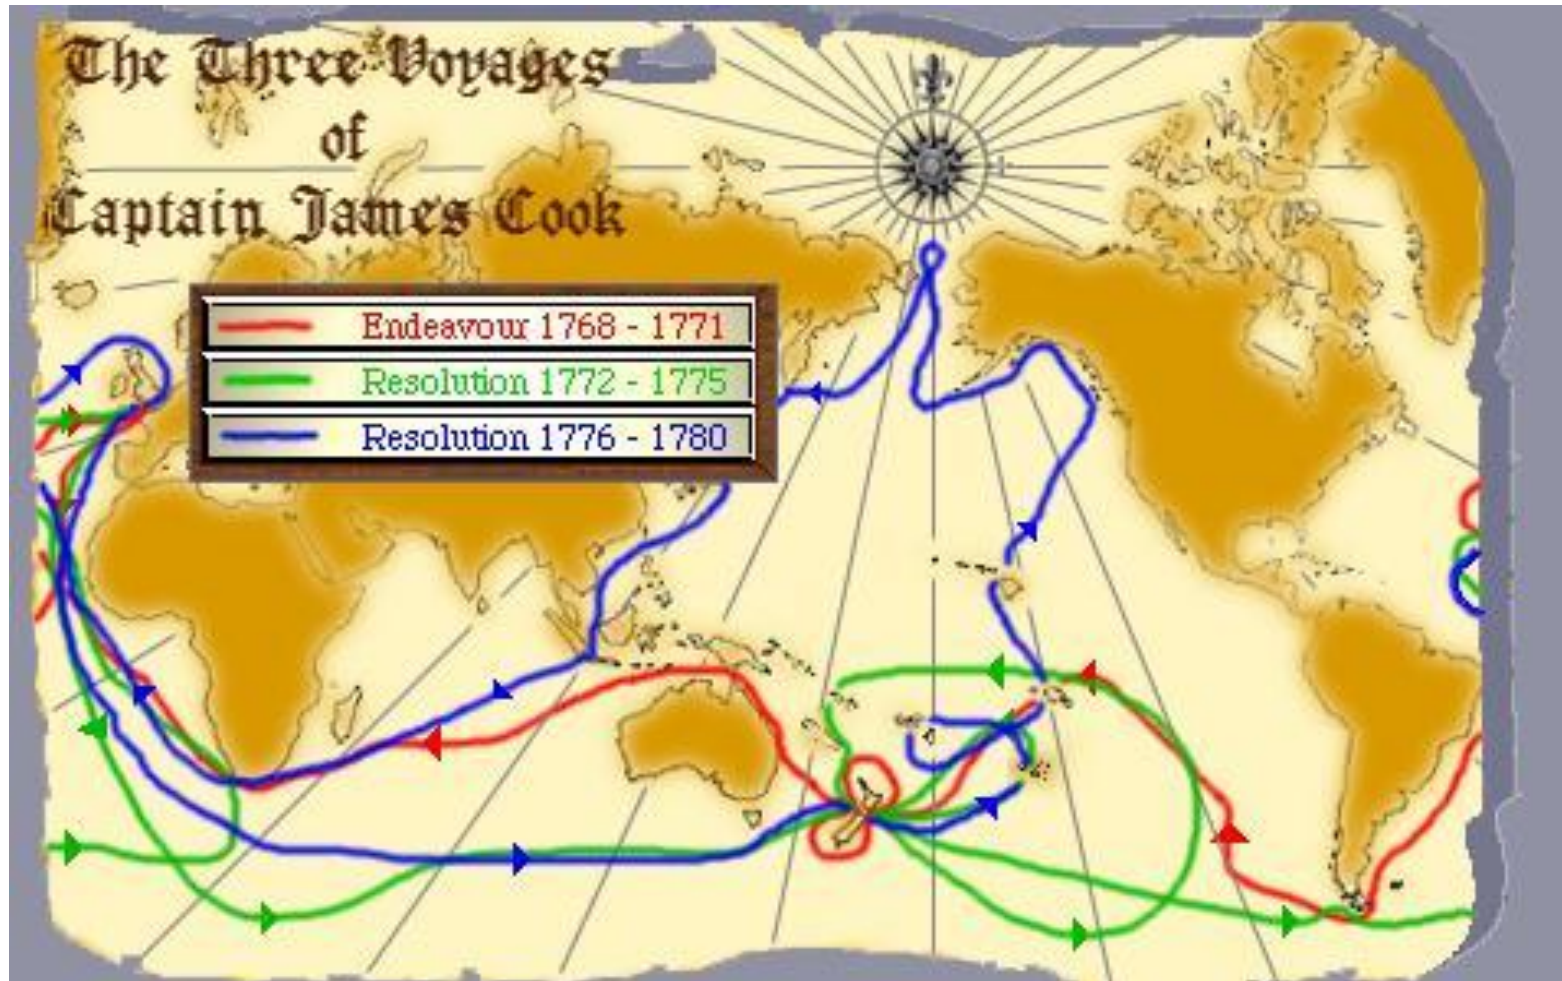 The Three Voyages
of
Captain James Cook
Endeavour 1768 - 1771
Resolution 1772 - 1775
Resolution 1776 - 1780